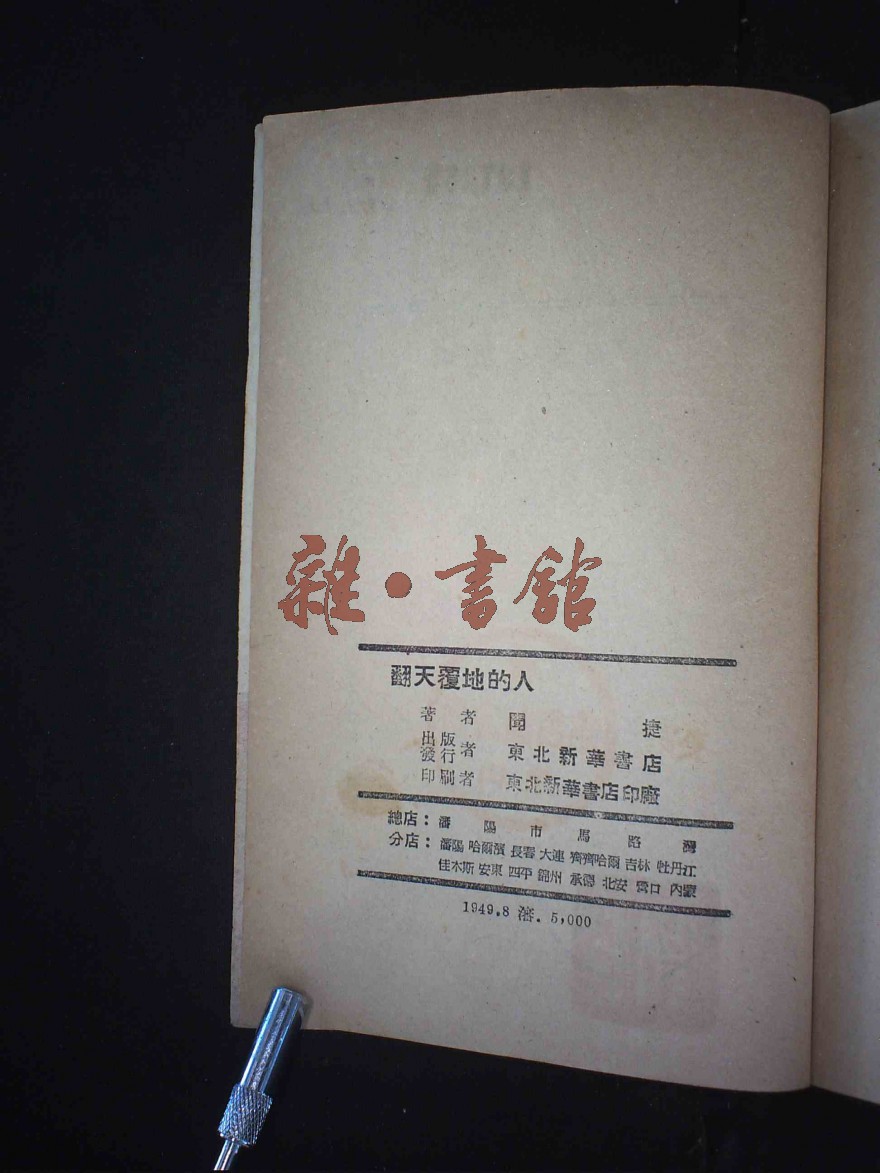 雜·書館
翻天覆地的人
著者 聞捷
出版發行者 東北新華書店
印刷者 東北新華書店印廠
總店：瀋陽市馬路灣
分店：瀋陽 哈爾濱 長春 大連 齊齊哈爾 吉林 牡丹江
佳木斯 安東 四平 錦州 承德 北安 營口 內蒙
1949.8 瀋. 5,000